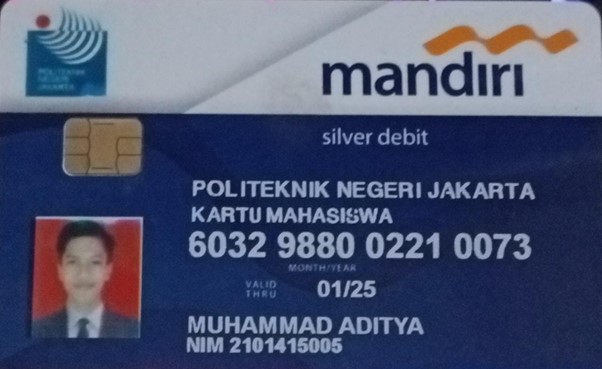 POLITEKNIK
NEGERI
JAKARTA
mandiri
silver debit
POLITEKNIK NEGERI JAKARTA
KARTU MAHASISWA
6032 9880 0221 0073
MONTH/YEAR
VALID THRU 01/25
MUHAMMAD ADITYA
NIM 2101415005